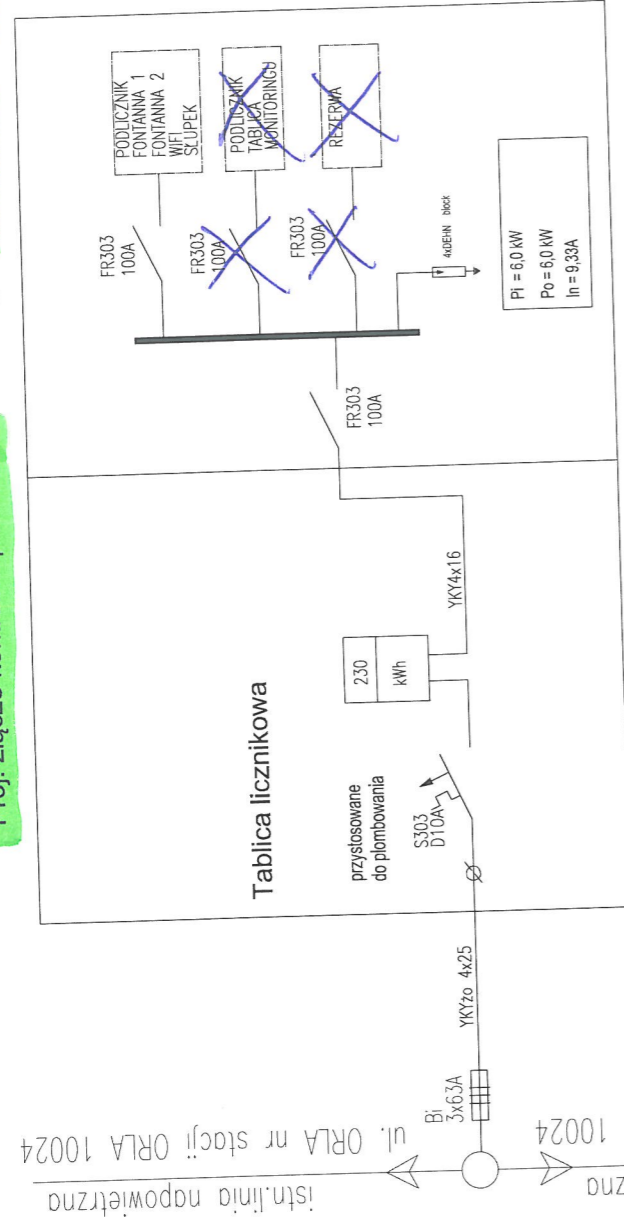 PODLICZNIK
FONTANNA 1
FONTANNA 2
WIFI
SŁUPEK
PODLICZNIK
TABLICA
MONITORINGU
REZERWA
FR303
100A
FR303
100A
FR303
100A
4xDEHN block
Pi = 6,0 kW
Po = 6,0 kW
In = 9,33A
FR303
100A
YKY4x16
230
kWh
Tablica licznikowa
przystosowane
do plombowania
S303
D10A
YKYżo 4x25
Bi
3x63A
istn.linia napowietrzna
ul. ORLA nr stacji ORLA 10024
10024